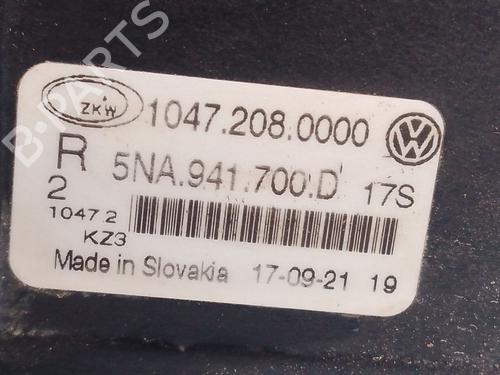 ZKW
1047.208.0000
R 5NA.941.700.D 17S
2
1047 2
KZ3
Made in Slovakia 17-09-21 19
B-PARTS